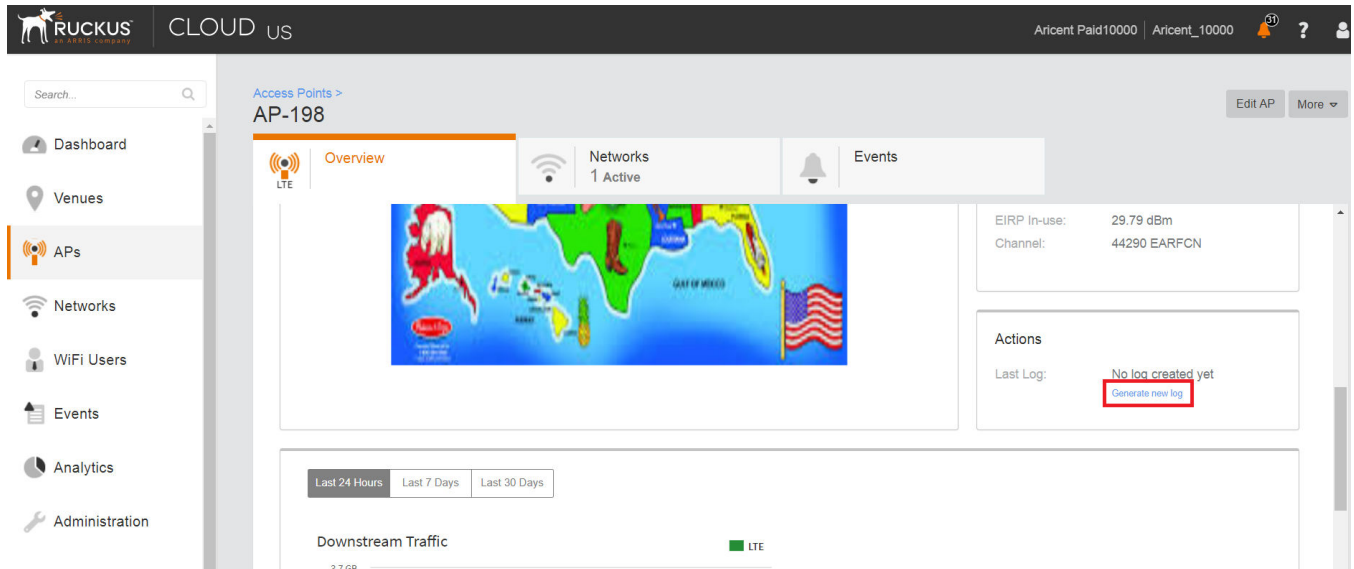 RUCKUS™
an ARRIS company
CLOUD US
Aricent Paid10000 | Aricent_10000
31
?
Search...
Dashboard
Venues
APs
Networks
WiFi Users
Events
Analytics
Administration
Access Points >
AP-198
Edit AP
More
LTE
Overview
Networks
1 Active
Events
GULF OF MEXICO
EIRP In-use: 29.79 dBm
Channel: 44290 EARFCN
Actions
Last Log: No log created yet
Generate new log
Last 24 Hours
Last 7 Days
Last 30 Days
Downstream Traffic
LTE